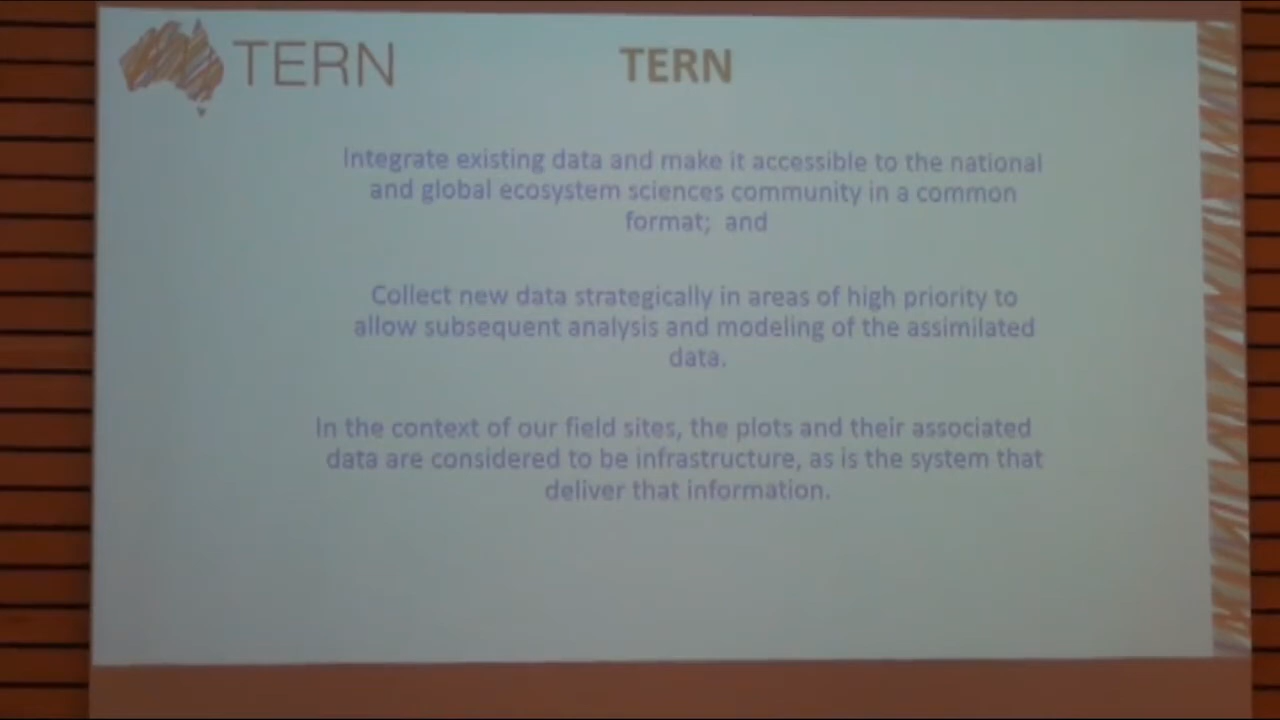 TERN
TERN
Integrate existing data and make it accessible to the national
and global ecosystem sciences community in a common
format; and
Collect new data strategically in areas of high priority to
allow subsequent analysis and modeling of the assimilated
data.
In the context of our field sites, the plots and their associated
data are considered to be infrastructure, as is the system that
deliver that information.